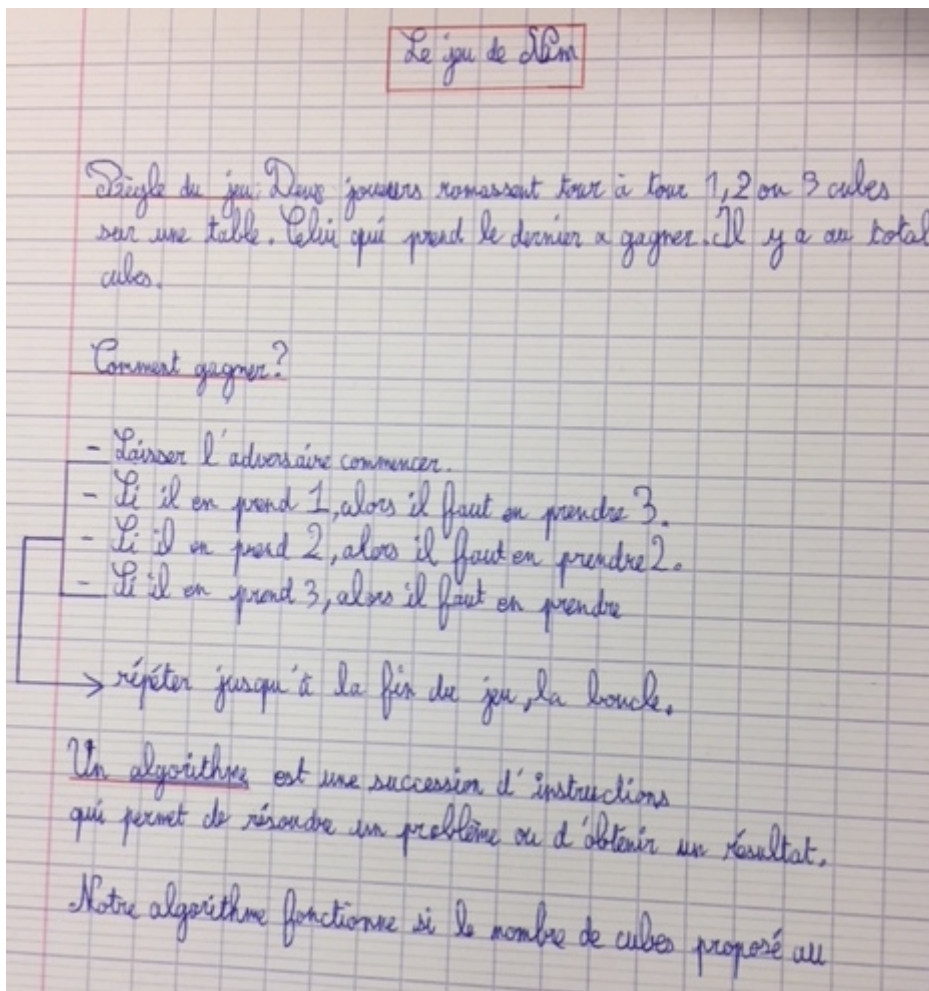 Le jeu de Nim
Règle du jeu: Deux joueurs ramassent tour à tour 1, 2 ou 3 cubes
sur une table. Celui qui prend le dernier a gagner. Il y a au total
cubes.
Comment gagner?
- Laisser l'adversaire commencer.
- Si il en prend 1, alors il faut en prendre 3.
- Si il en prend 2, alors il faut en prendre 2.
- Si il en prend 3, alors il faut en prendre
→ répéter jusqu'à la fin du jeu, la boucle.
Un algorithme est une succession d'instructions
qui permet de résoudre un problème ou d'obtenir un résultat.
Notre algorithme fonctionne si le nombre de cubes proposé au